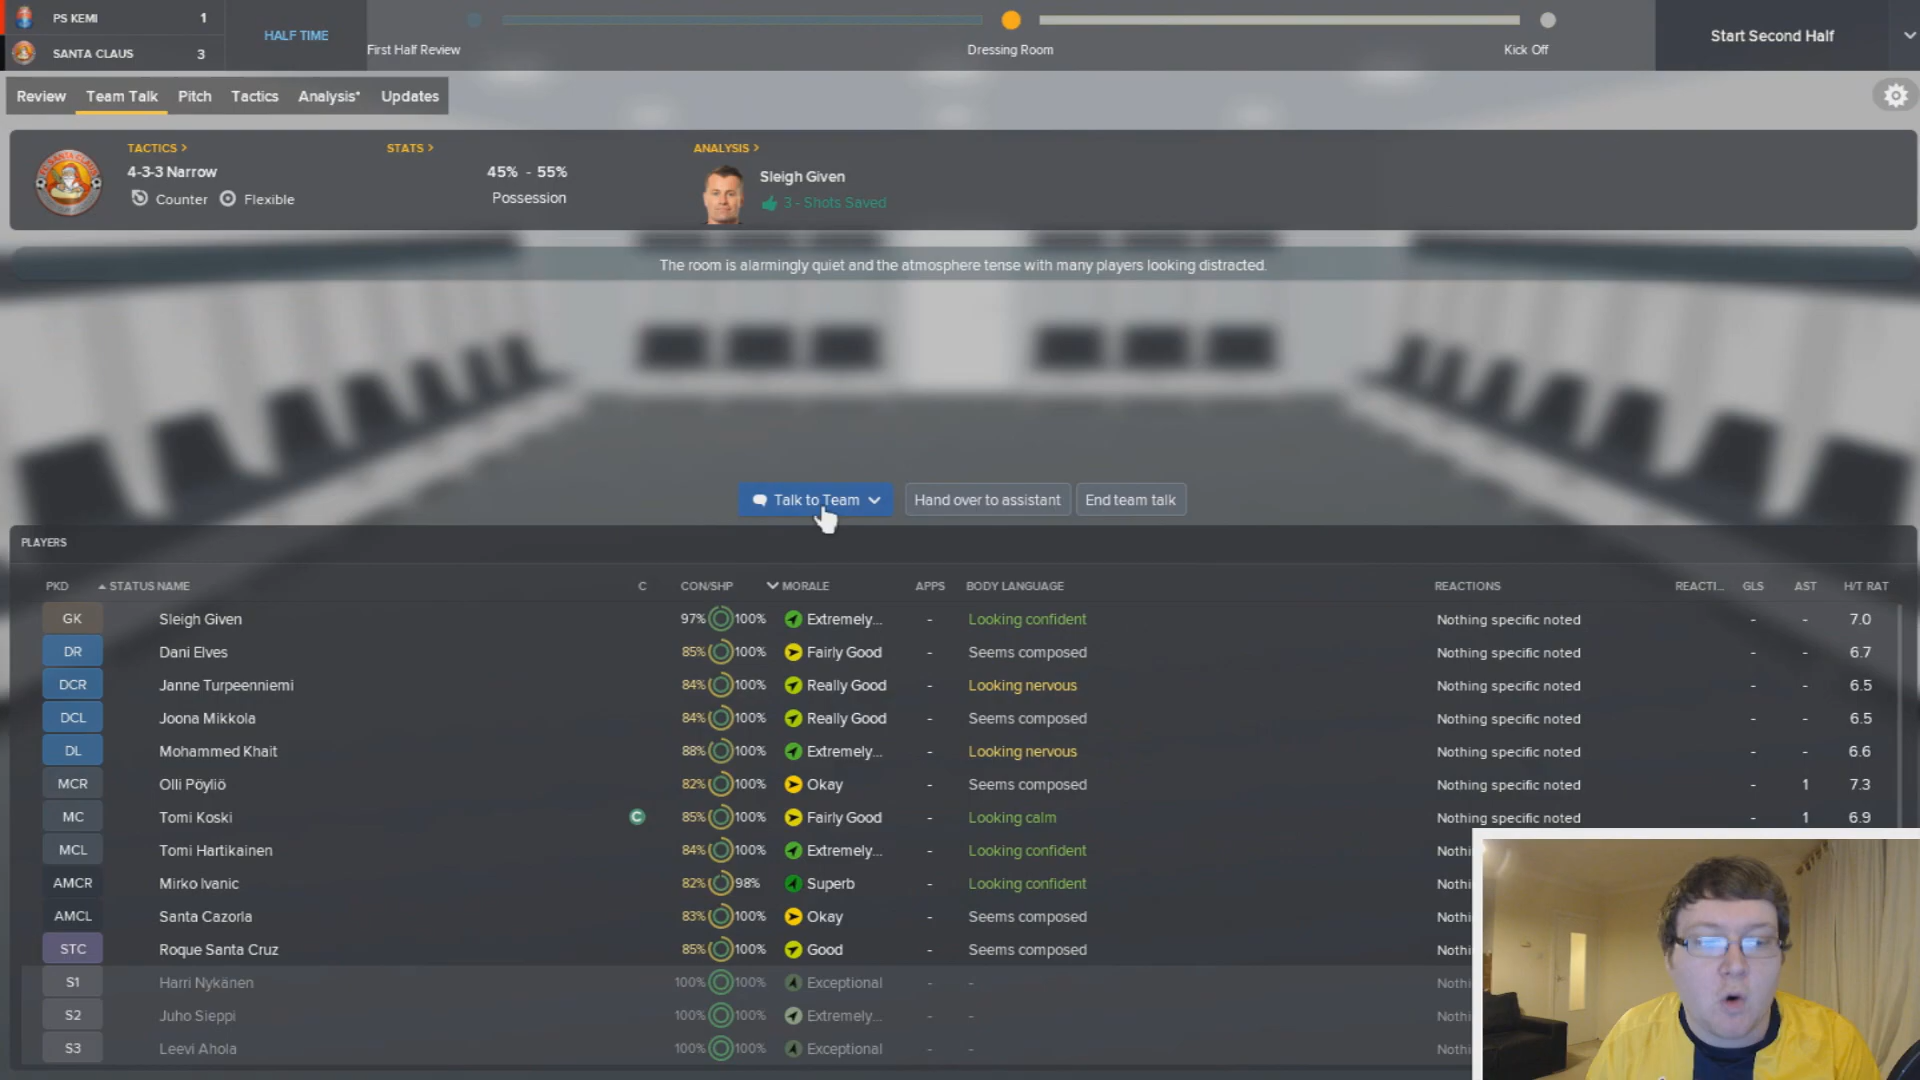 PS KEMI 1
SANTA CLAUS 3
HALF TIME
First Half Review
Dressing Room
Kick Off
Start Second Half
Review Team Talk Pitch Tactics Analysis* Updates
TACTICS >
4-3-3 Narrow
Counter Flexible
STATS >
45% - 55%
Possession
ANALYSIS >
Sleigh Given
3 - Shots Saved
The room is alarmingly quiet and the atmosphere tense with many players looking distracted.
Talk to Team Hand over to assistant End team talk
PLAYERS
PKD STATUS NAME C CON/SHP MORALE APPS BODY LANGUAGE REACTIONS REACTI... GLS AST H/T RAT
GK Sleigh Given 97% 100% Extremely... - Looking confident Nothing specific noted - - 7.0
DR Dani Elves 85% 100% Fairly Good - Seems composed Nothing specific noted - - 6.7
DCR Janne Turpeenniemi 84% 100% Really Good - Looking nervous Nothing specific noted - - 6.5
DCL Joona Mikkola 84% 100% Really Good - Seems composed Nothing specific noted - - 6.5
DL Mohammed Khait 88% 100% Extremely... - Looking nervous Nothing specific noted - - 6.6
MCR Olli Pöyliö 82% 100% Okay - Seems composed Nothing specific noted - 1 7.3
MC Tomi Koski C 85% 100% Fairly Good - Looking calm Nothing specific noted - 1 6.9
MCL Tomi Hartikainen 84% 100% Extremely... - Looking confident Nothi
AMCR Mirko Ivanic 82% 98% Superb - Looking confident Nothi
AMCL Santa Cazorla 83% 100% Okay - Seems composed Nothi
STC Roque Santa Cruz 85% 100% Good - Seems composed Nothi
S1 Harri Nykänen 100% 100% Exceptional - - Nothi
S2 Juho Sieppi 100% 100% Extremely... - - Nothi
S3 Leevi Ahola 100% 100% Exceptional - - Nothi